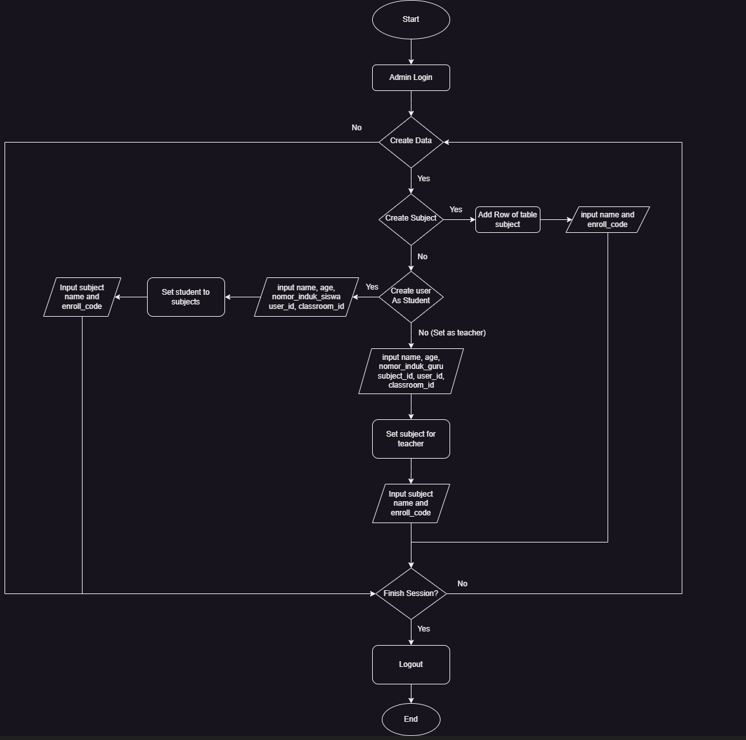 Start
Admin Login
No
Create Data
Yes
Create Subject
Yes
Add Row of table
subject
input name and
enroll_code
No
Input subject
name and
enroll_code
Set student to
subjects
input name, age,
nomor_induk_siswa
user_id, classroom_id
Yes
Create user
As Student
No (Set as teacher)
input name, age,
nomor_induk_guru
subject_id, user_id,
classroom_id
Set subject for
teacher
Input subject
name and
enroll_code
Finish Session?
No
Yes
Logout
End